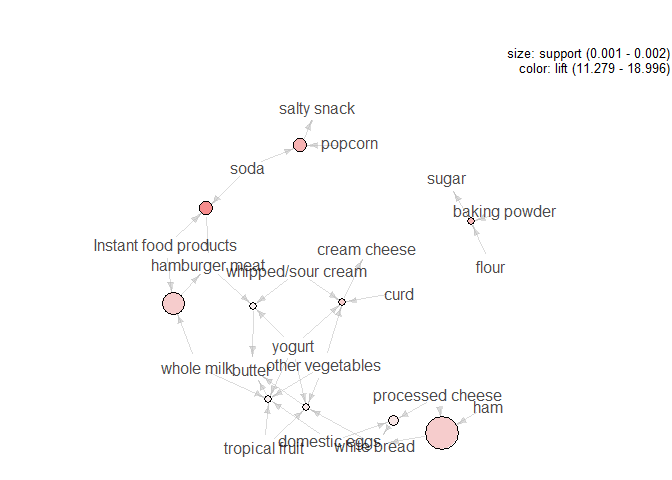 size: support (0.001 - 0.002)
color: lift (11.279 - 18.996)
salty snack
popcorn
soda
sugar
baking powder
Instant food products
cream cheese
hamburger meat
whipped/sour cream
flour
curd
yogurt
whole milk
butter
other vegetables
processed cheese
ham
domestic eggs
white bread
tropical fruit